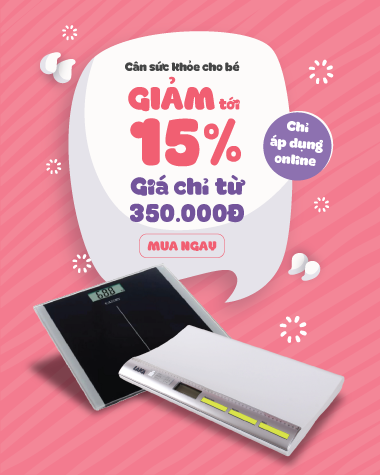 Cân sức khỏe cho bé
GIẢM tới
15%
Giá chỉ từ
350.000Đ
MUA NGAY
Chỉ
áp dụng
online